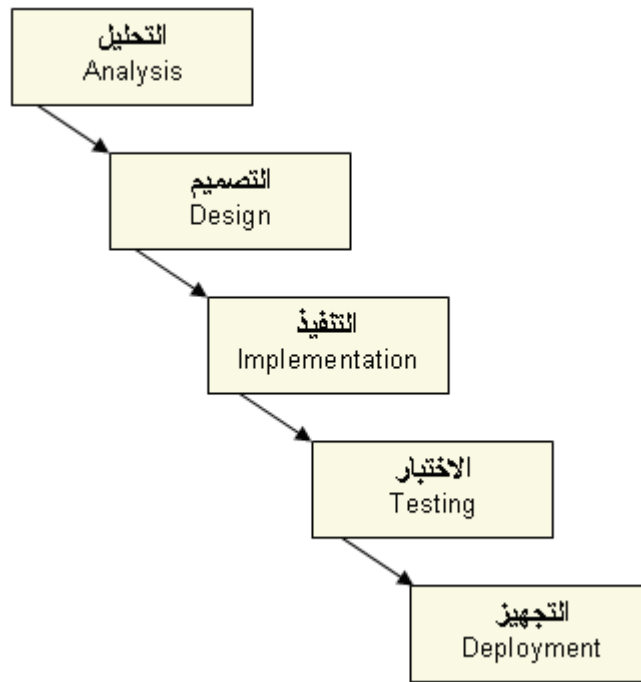 التحليل
Analysis
التصميم
Design
التنفيذ
Implementation
الاختبار
Testing
التجهيز
Deployment